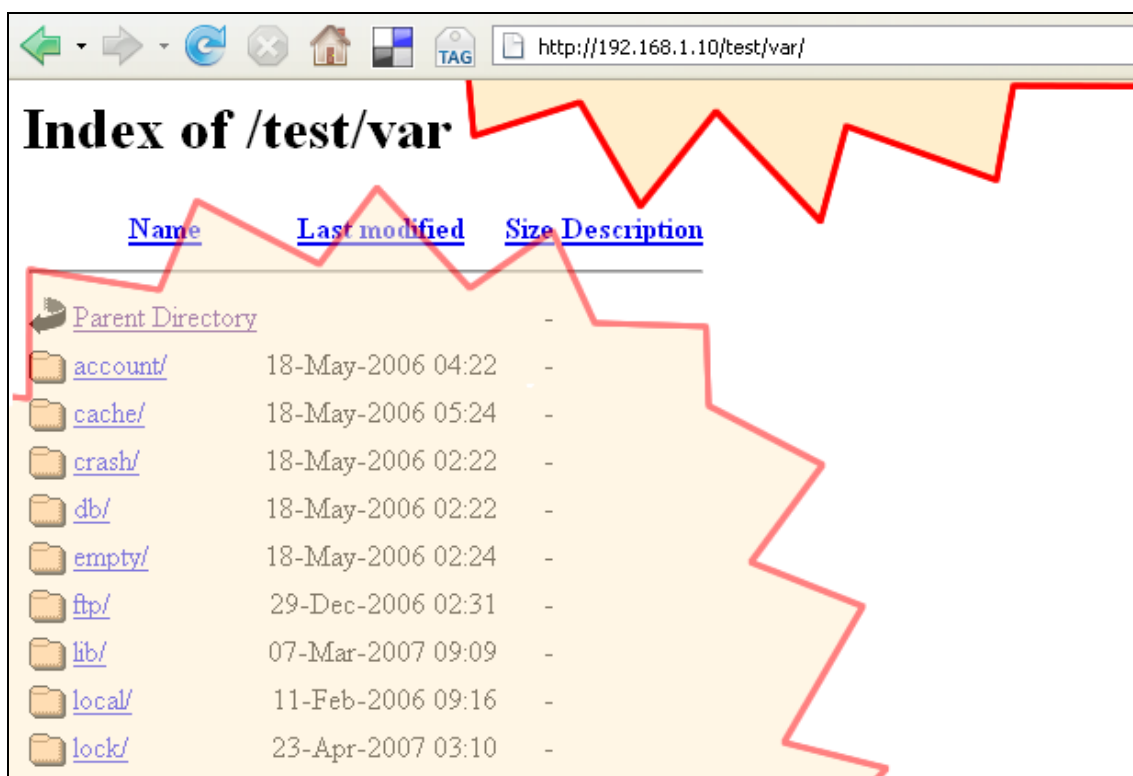 TAG http://192.168.1.10/test/var/
Index of /test/var
Name Last modified Size Description
Parent Directory -
account/ 18-May-2006 04:22 -
cache/ 18-May-2006 05:24 -
crash/ 18-May-2006 02:22 -
db/ 18-May-2006 02:22 -
empty/ 18-May-2006 02:24 -
ftp/ 29-Dec-2006 02:31 -
lib/ 07-Mar-2007 09:09 -
local/ 11-Feb-2006 09:16 -
lock/ 23-Apr-2007 03:10 -